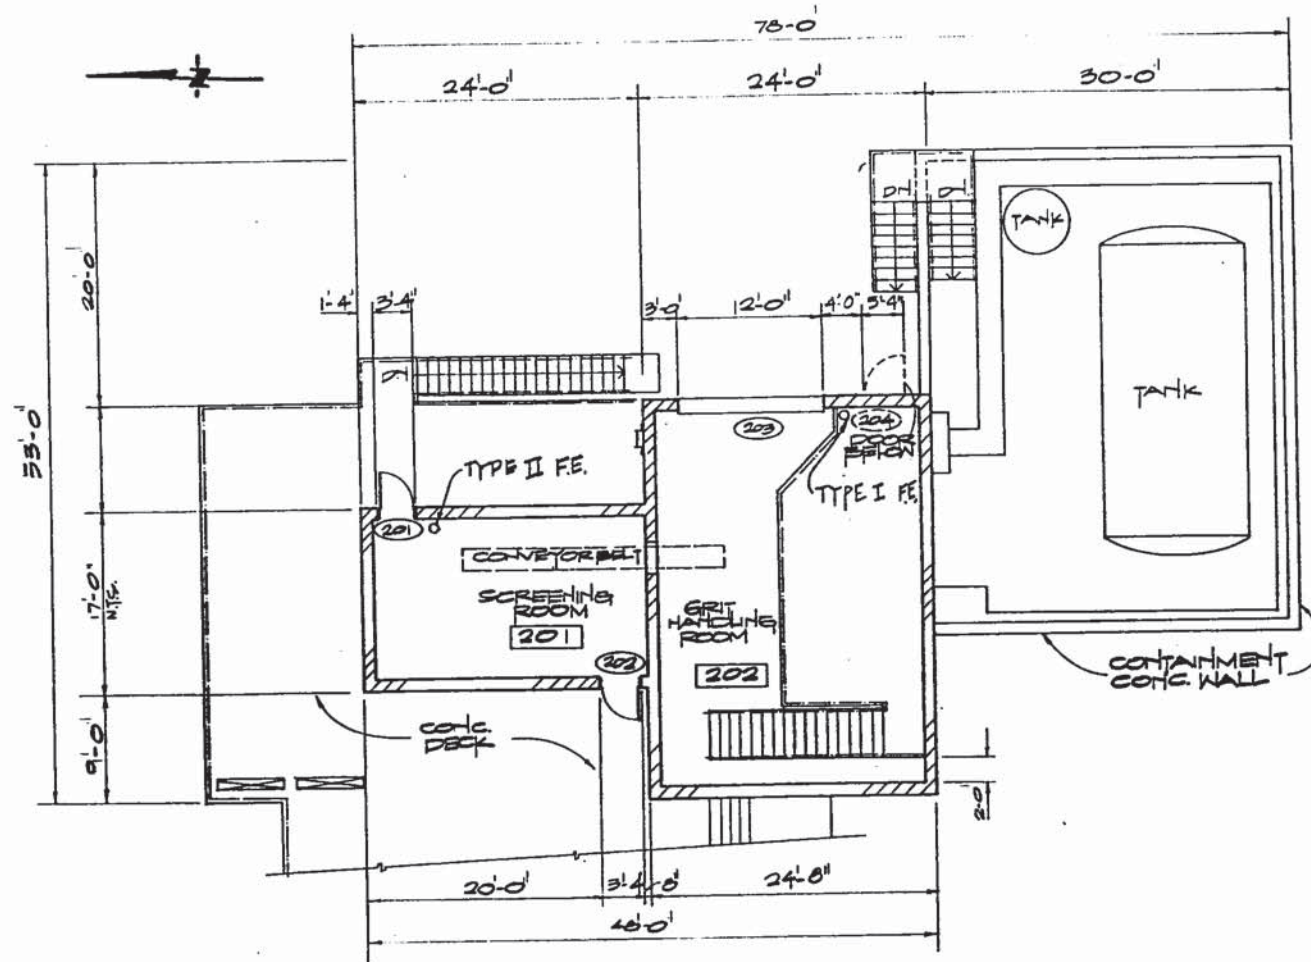 78'-0"
N
24'-0"
24'-0"
30'-0"
DN
DN
TANK
20'-0"
1'-4"
3'-4"
3'-0"
12'-0"
4'-0"
3'-4"
DN
TANK
53'-0"
203
204
DOOR
BELOW
TYPE II F.E.
TYPE I F.E.
201
17'-0"
N.T.S.
CONVEYOR BELT
SCREENING
ROOM
201
GRIT
HANDLING
ROOM
202
202
CONTAINMENT
CONC. WALL
CONC.
DECK
9'-0"
2'-0"
20'-0"
3'-4"
8"
24'-8"
48'-0"